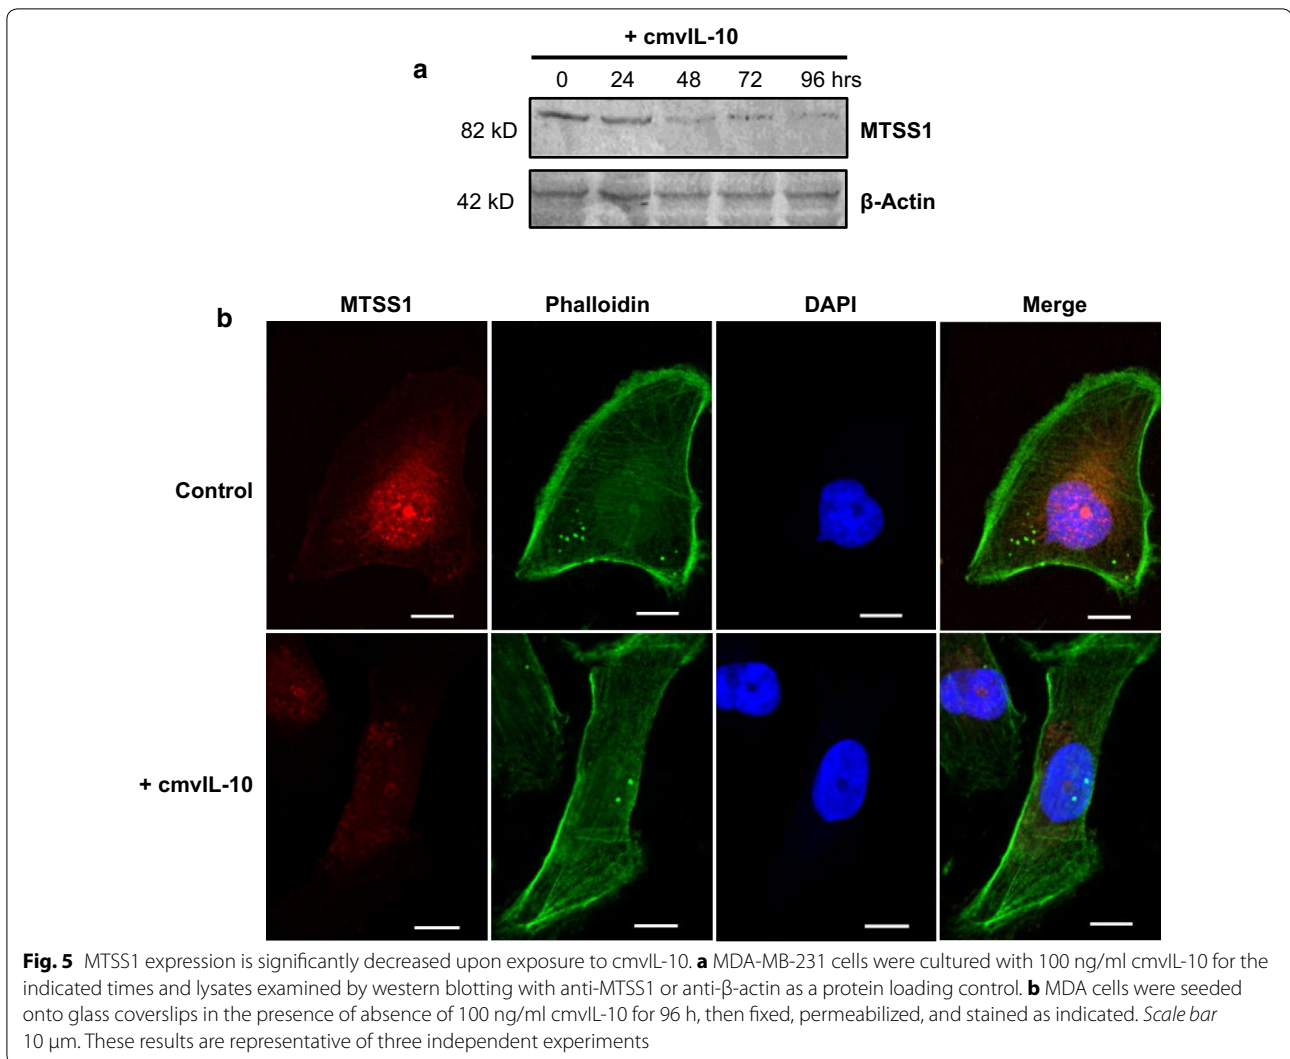 + cmvIL-10
a
0 24 48 72 96 hrs
82 kD MTSS1
42 kD β-Actin
MTSS1 Phalloidin DAPI Merge
b
Control
+ cmvIL-10
Fig. 5 MTSS1 expression is significantly decreased upon exposure to cmvIL-10. a MDA-MB-231 cells were cultured with 100 ng/ml cmvIL-10 for the
indicated times and lysates examined by western blotting with anti-MTSS1 or anti-β-actin as a protein loading control. b MDA cells were seeded
onto glass coverslips in the presence of absence of 100 ng/ml cmvIL-10 for 96 h, then fixed, permeabilized, and stained as indicated. Scale bar
10 μm. These results are representative of three independent experiments